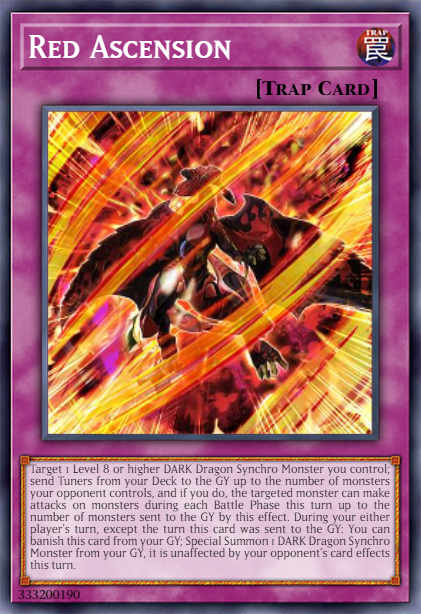 Red Ascension
TRAP
罠
[Trap Card]
Target 1 Level 8 or higher DARK Dragon Synchro Monster you control;
send Tuners from your Deck to the GY up to the number of monsters
your opponent controls, and if you do, the targeted monster can make
attacks on monsters during each Battle Phase this turn up to the
number of monsters sent to the GY by this effect. During your either
player's turn, except the turn this card was sent to the GY: You can
banish this card from your GY; Special Summon 1 DARK Dragon Synchro
Monster from your GY, it is unaffected by your opponent's card effects
this turn.
333200190